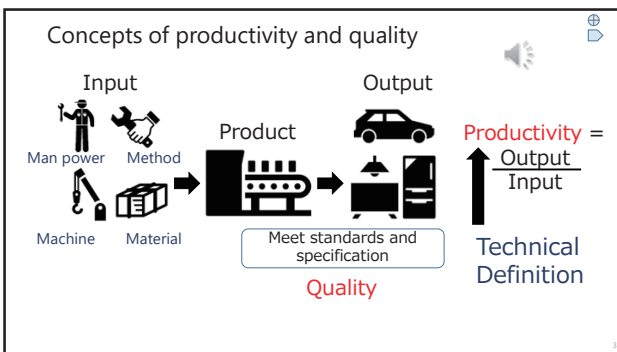 Concepts of productivity and quality
Input
Output
Man power
Method
Machine
Material
Product
Meet standards and
specification
Quality
Productivity =
Output
Input
Technical
Definition
3